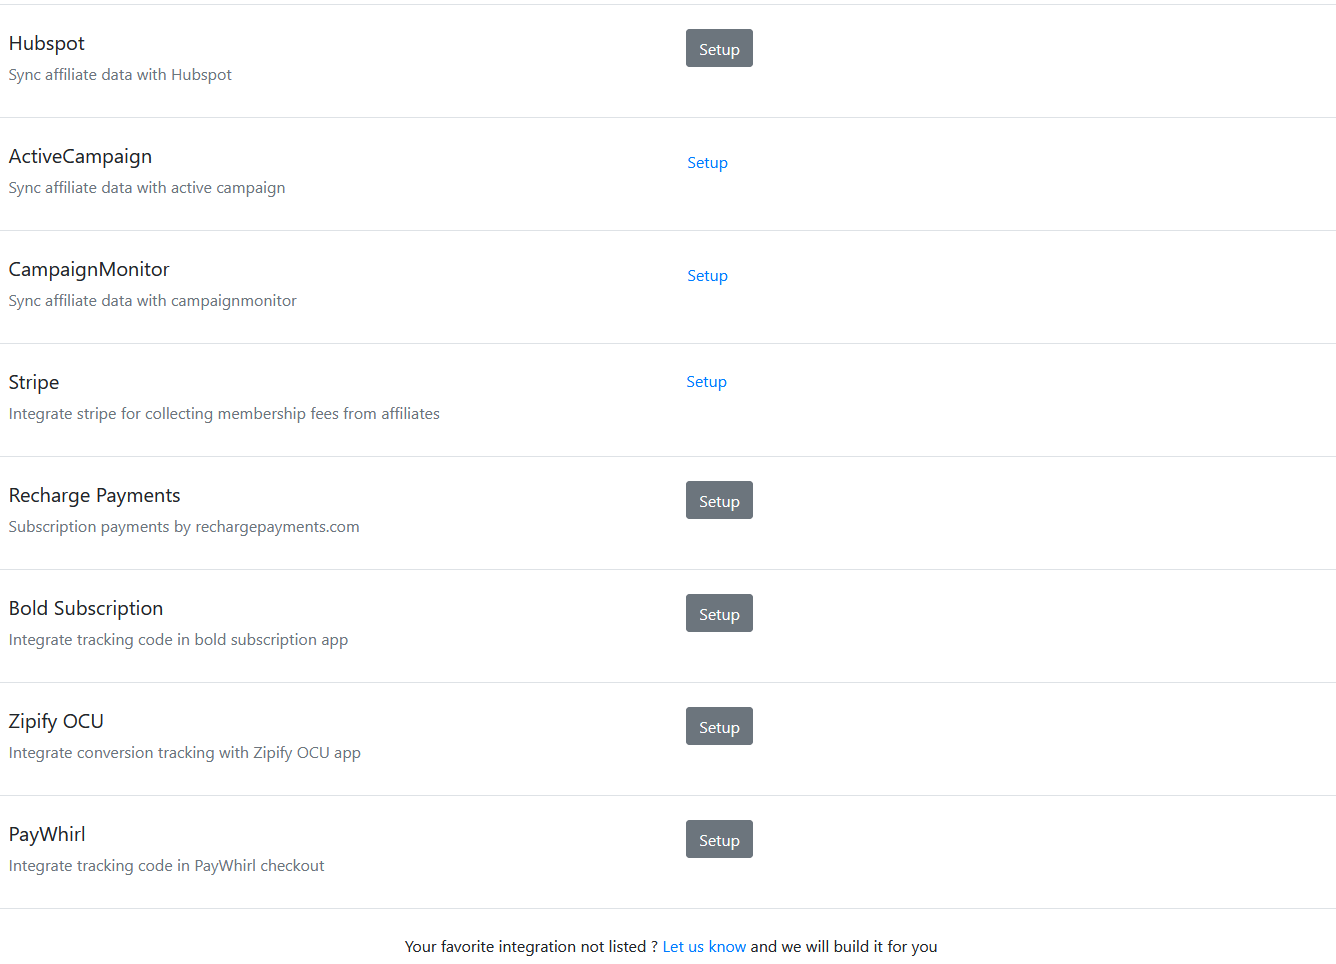 Hubspot
Setup
Sync affiliate data with Hubspot
ActiveCampaign
Setup
Sync affiliate data with active campaign
CampaignMonitor
Setup
Sync affiliate data with campaignmonitor
Stripe
Setup
Integrate stripe for collecting membership fees from affiliates
Recharge Payments
Setup
Subscription payments by rechargepayments.com
Bold Subscription
Setup
Integrate tracking code in bold subscription app
Zipify OCU
Setup
Integrate conversion tracking with Zipify OCU app
PayWhirl
Setup
Integrate tracking code in PayWhirl checkout
Your favorite integration not listed ? Let us know and we will build it for you